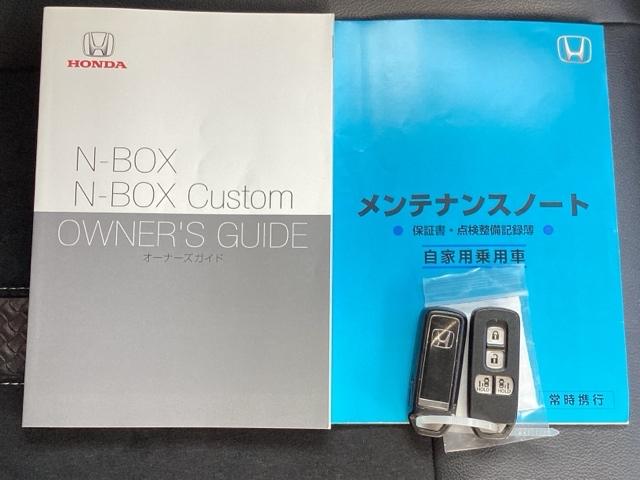 HONDA
N-BOX
N-BOX Custom
OWNER'S GUIDE
オーナーズガイド
メンテナンスノート
保証書・点検整備記録簿
自家用乗用車
HOLD HOLD
常時携行